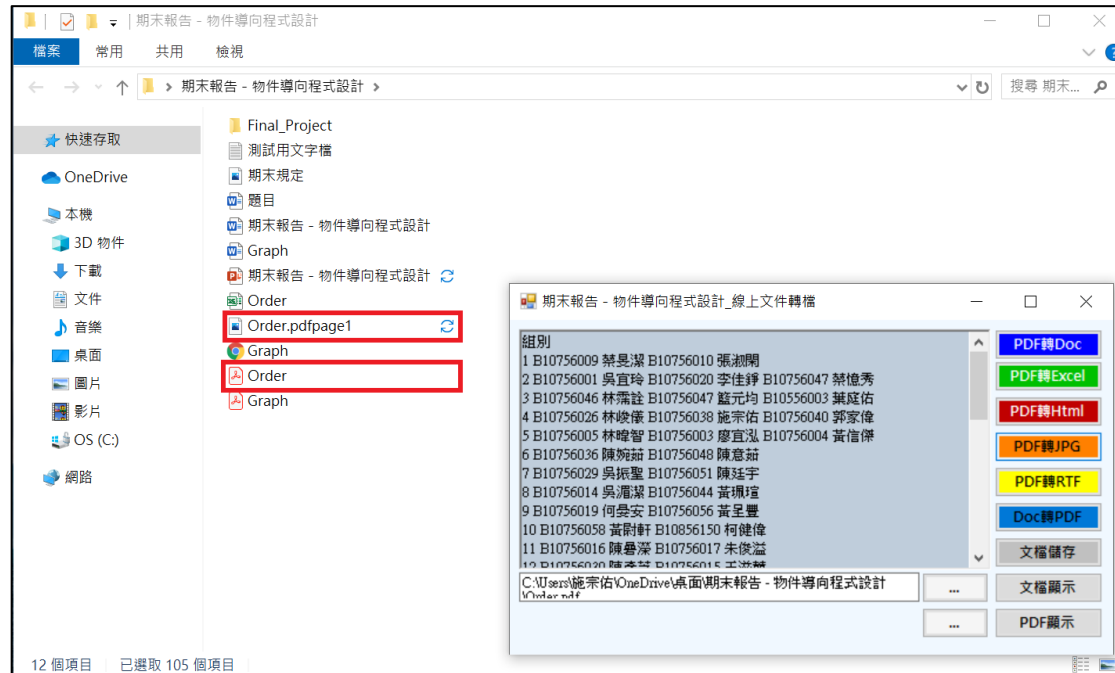 期末報告 - 物件導向程式設計
檔案 常用 共用 檢視
期末報告 - 物件導向程式設計
搜尋 期末...
快速存取
OneDrive
本機
3D 物件
下載
文件
音樂
桌面
圖片
影片
OS (C:)
網路
Final_Project
測試用文字檔
期末規定
題目
期末報告 - 物件導向程式設計
Graph
期末報告 - 物件導向程式設計
Order
Order.pdfpage1
Graph
Order
Graph
12 個項目 已選取 105 個項目
期末報告 - 物件導向程式設計_線上文件轉檔
組別
1 B10756009 蔡旻潔 B10756010 張淑閑
2 B10756001 吳宜玲 B10756020 李佳錚 B10756047 蔡憶秀
3 B10756046 林霈詮 B10756047 藍元均 B10556003 葉庭佑
4 B10756026 林峻儀 B10756038 施宗佑 B10756040 郭家偉
5 B10756005 林暐智 B10756003 廖宜泓 B10756004 黃信傑
6 B10756036 陳婉茹 B10756048 陳意茹
7 B10756029 吳振聖 B10756051 陳廷宇
8 B10756014 吳湄潔 B10756044 黃珮瑄
9 B10756019 何晏安 B10756056 黃呈豐
10 B10756058 黃尉軒 B10856150 柯健偉
11 B10756016 陳 B10756017 朱俊溢
12 B10756030 B10756015
C:\Users\施宗佑\OneDrive\桌面\期末報告 - 物件導向程式設計
\Order.pdf
...
...
PDF轉Doc
PDF轉Excel
PDF轉Html
PDF轉JPG
PDF轉RTF
Doc轉PDF
文檔儲存
文檔顯示
PDF顯示